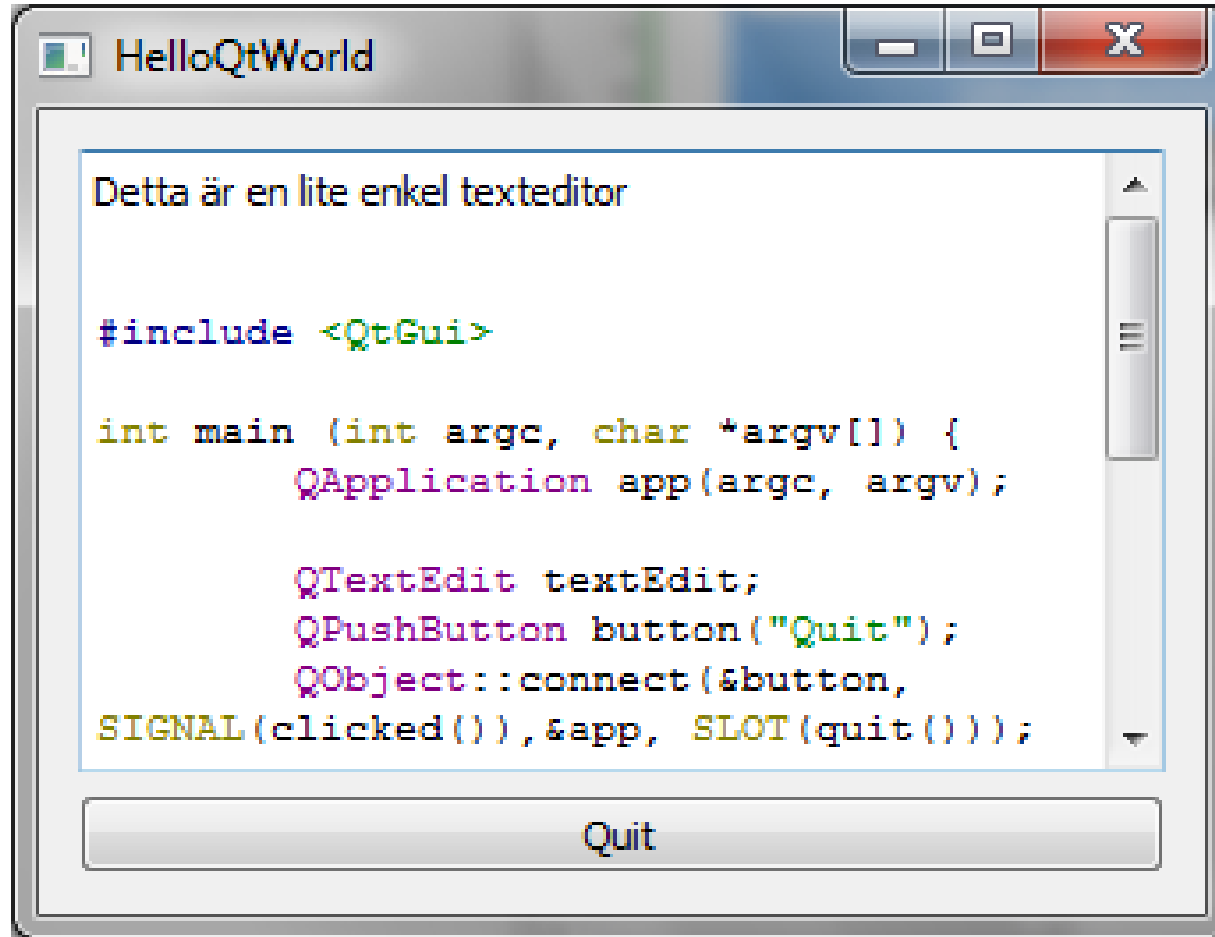 HelloQtWorld
Detta är en lite enkel texteditor
#include <QtGui>
int main (int argc, char *argv[]) {
QApplication app(argc, argv);
QTextEdit textEdit;
QPushButton button("Quit");
QObject::connect(&button,
SIGNAL(clicked()),&app, SLOT(quit()));
Quit